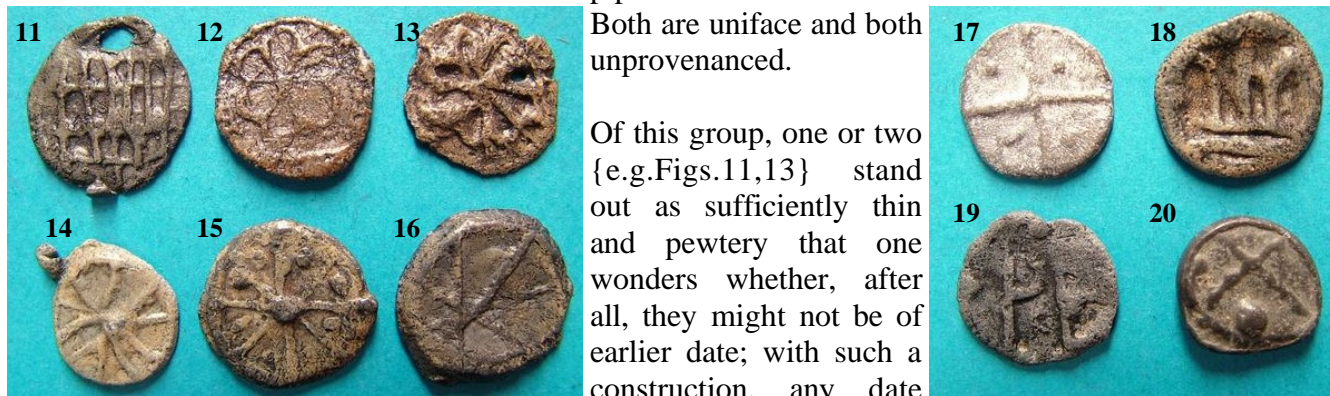 11
12
13
14
15
16
Both are uniface and both
unprovenanced.
Of this group, one or two
{e.g.Figs.11,13} stand
out as sufficiently thin
and pewtery that one
wonders whether, after
all, they might not be of
earlier date; with such a
construction, any date
17
18
19
20